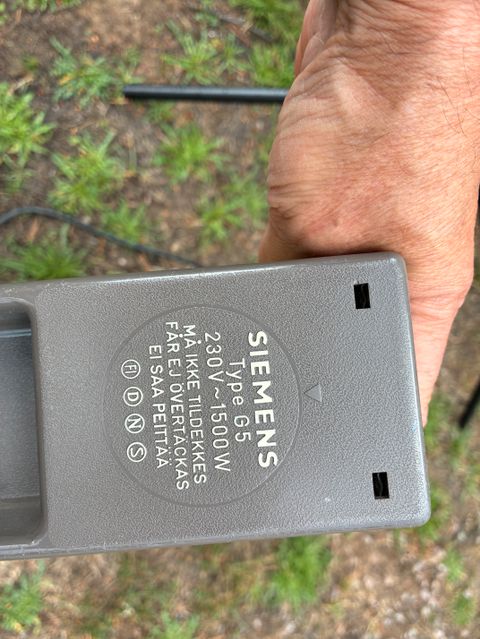 SIEMENS
Type G5
230V~1500W
MÅ IKKE TILDEKKES
FÅR EJ ÖVERTÄCKAS
EI SAA PEITTÄÄ
FI D N S